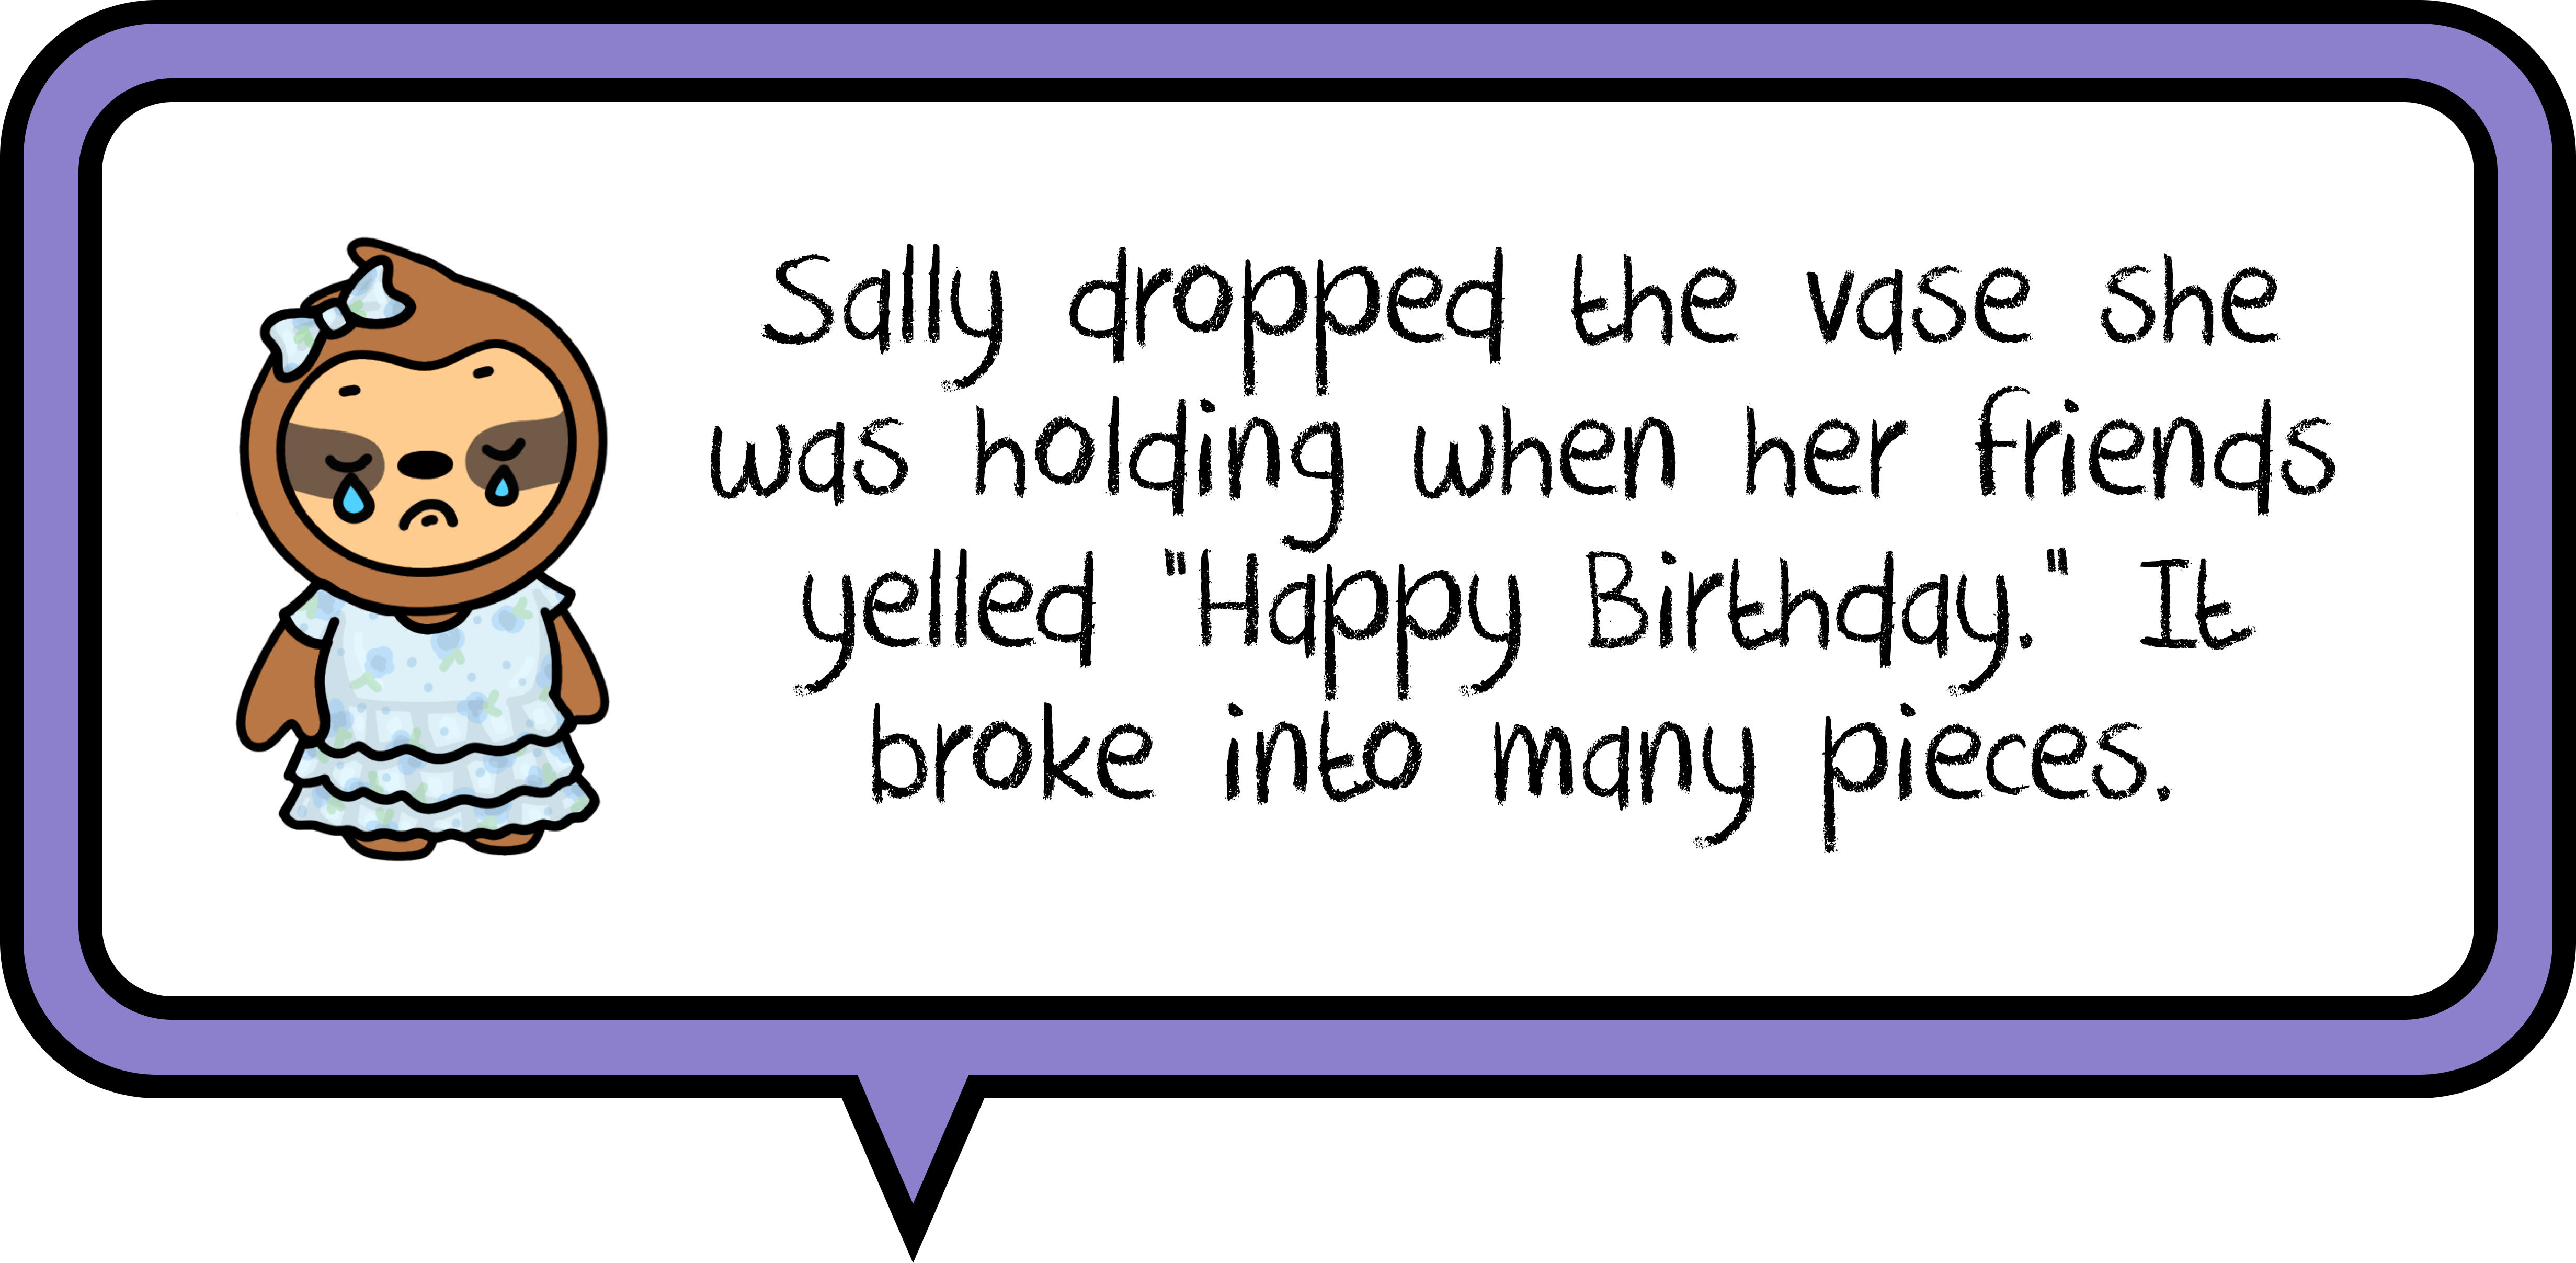 Sally dropped the vase she
was holding when her friends
yelled "Happy Birthday." It
broke into many pieces.